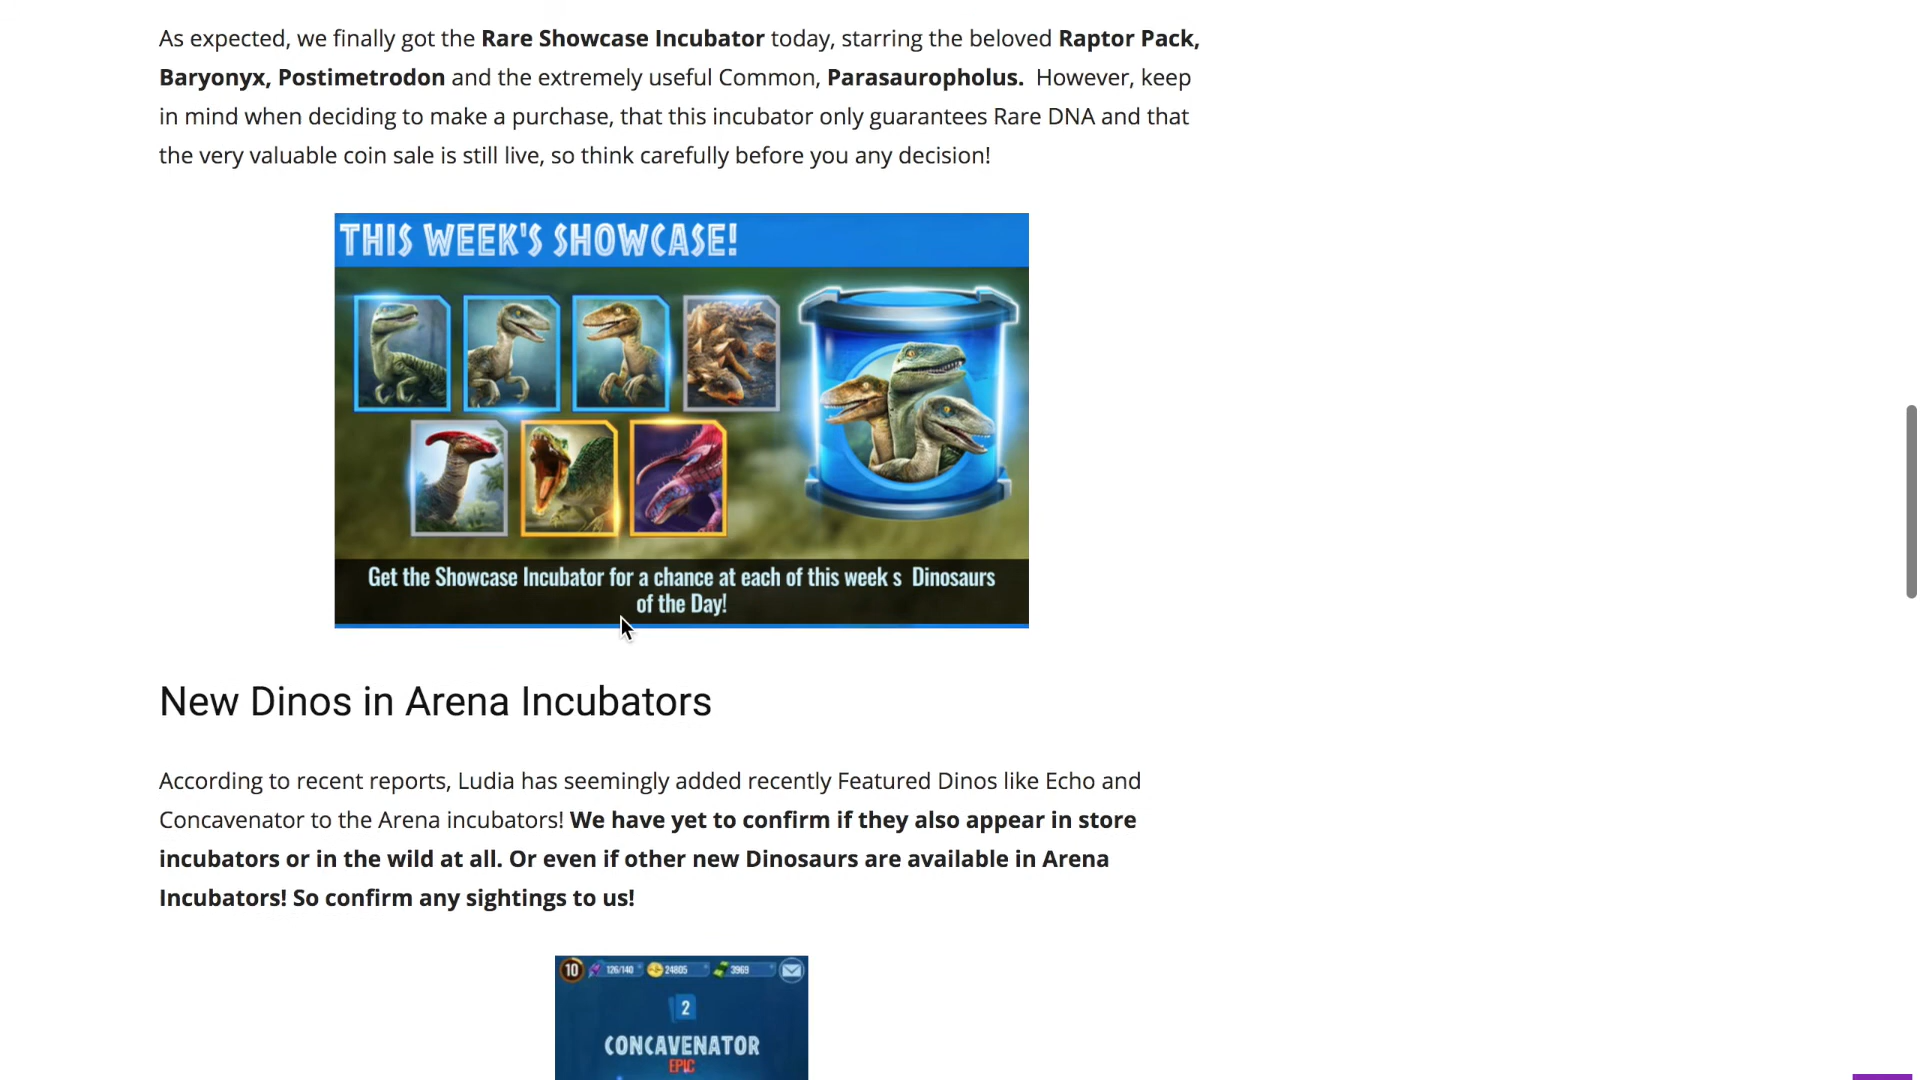 As expected, we finally got the Rare Showcase Incubator today, starring the beloved Raptor Pack,
Baryonyx, Postimetrodon and the extremely useful Common, Parasauropholus. However, keep
in mind when deciding to make a purchase, that this incubator only guarantees Rare DNA and that
the very valuable coin sale is still live, so think carefully before you any decision!
THIS WEEK'S SHOWCASE!
Get the Showcase Incubator for a chance at each of this week s Dinosaurs
of the Day!
New Dinos in Arena Incubators
According to recent reports, Ludia has seemingly added recently Featured Dinos like Echo and
Concavenator to the Arena incubators! We have yet to confirm if they also appear in store
incubators or in the wild at all. Or even if other new Dinosaurs are available in Arena
Incubators! So confirm any sightings to us!
10 126/140 24805 3969
2
CONCAVENATOR
EPIC